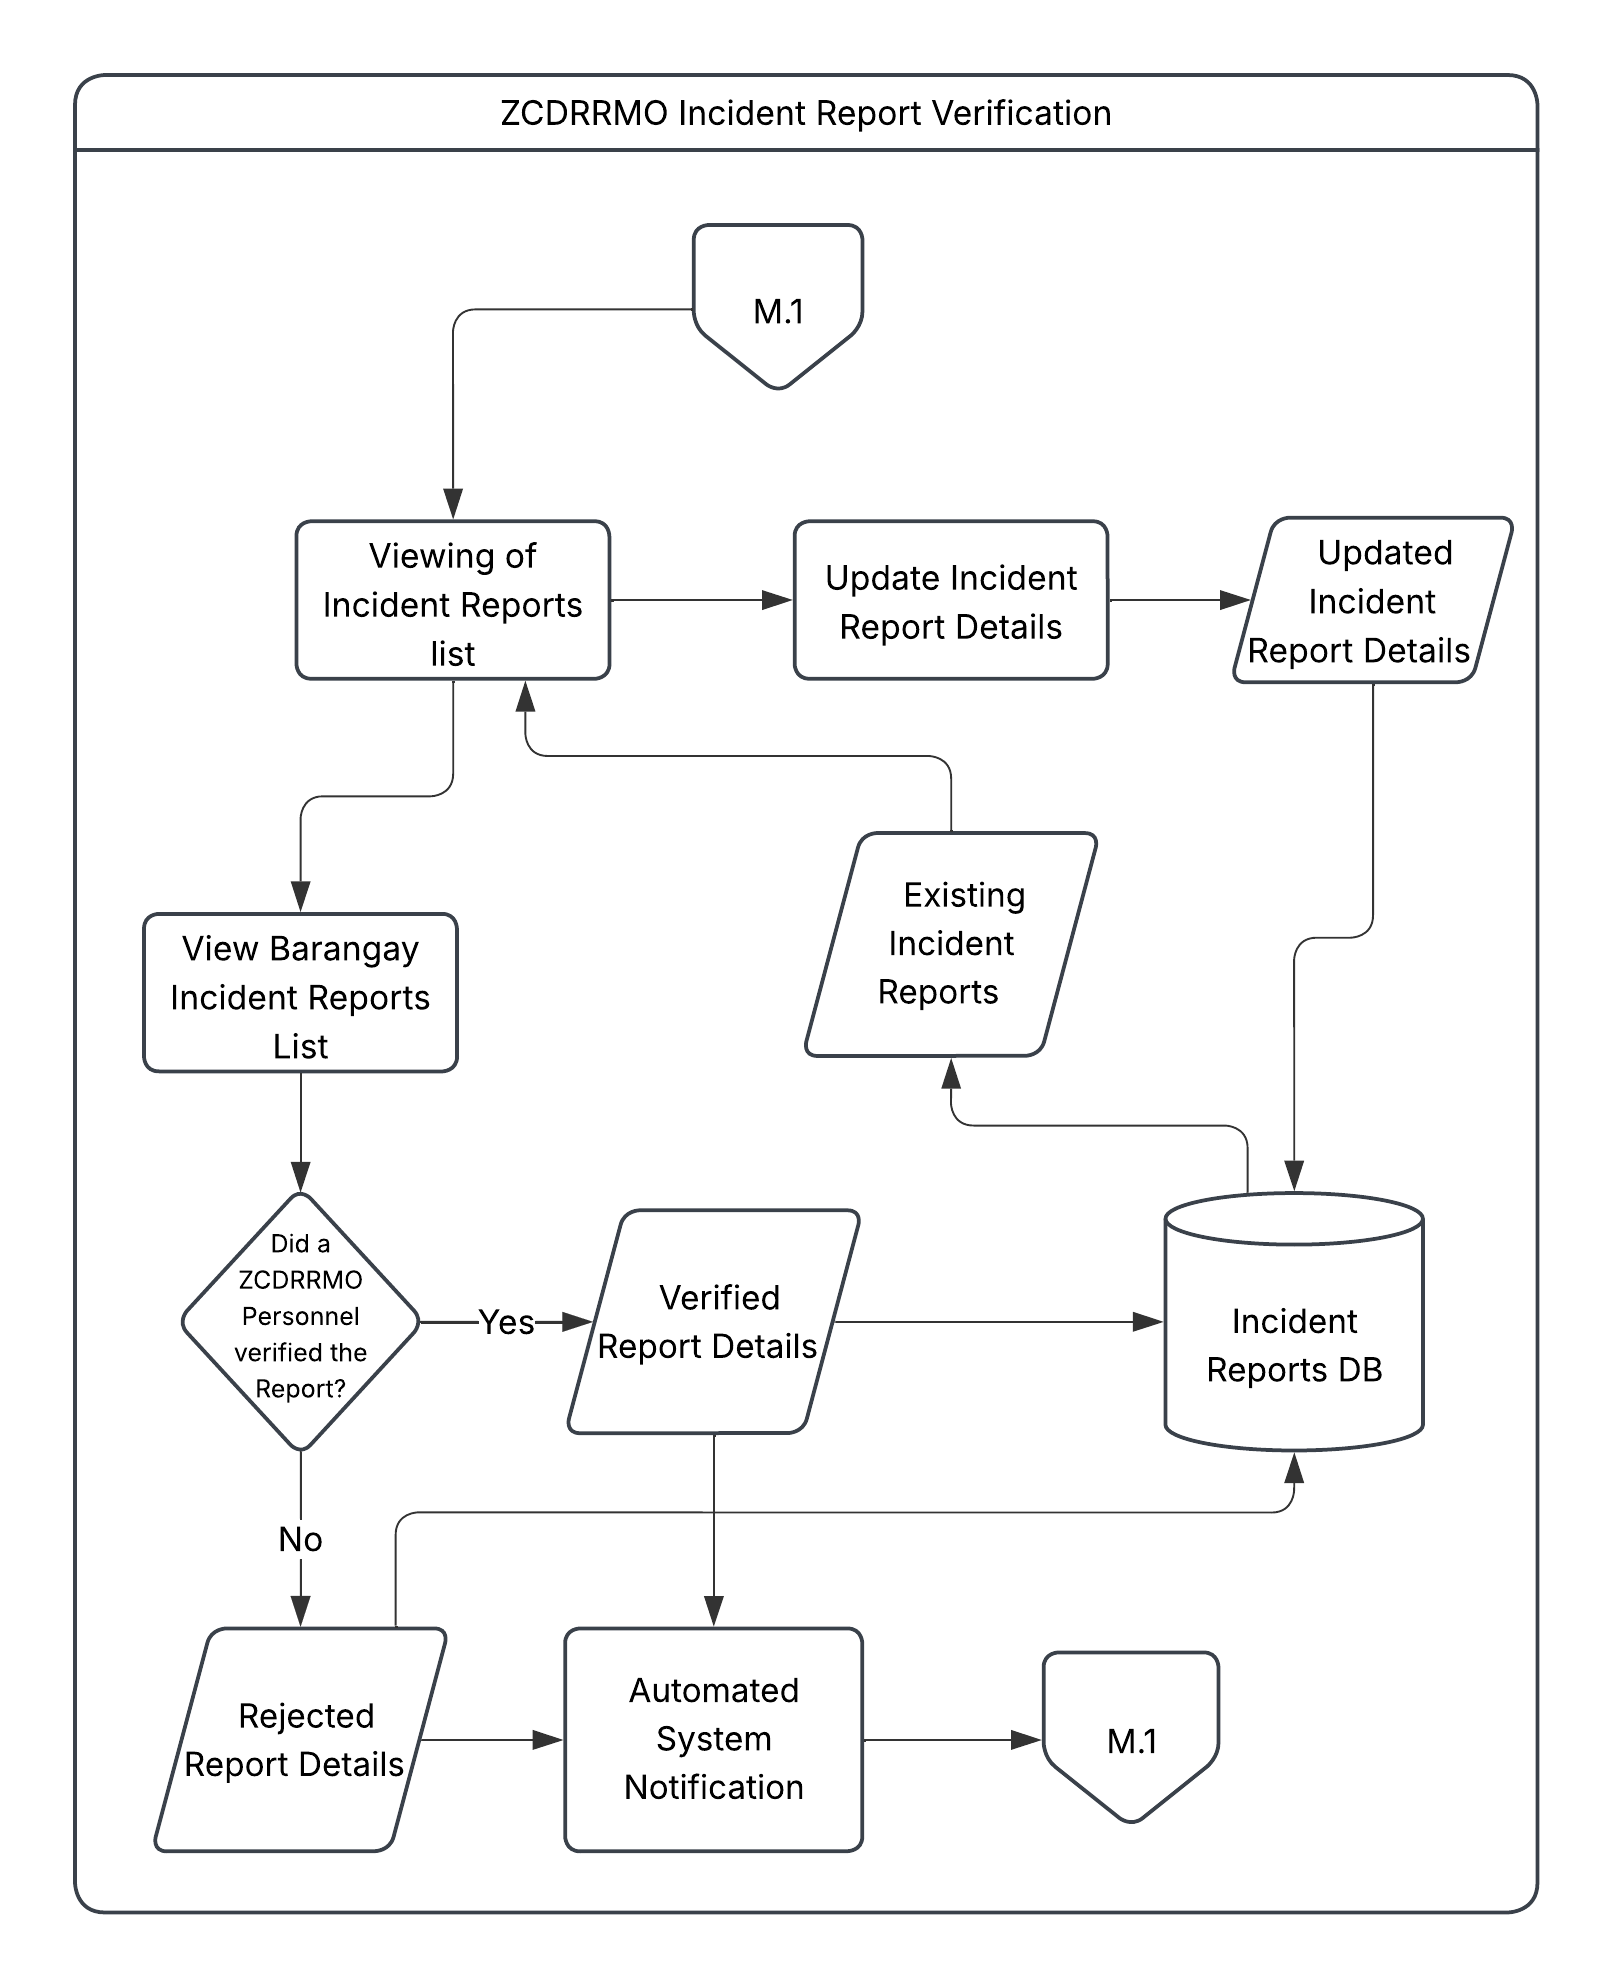 ZCDRRMO Incident Report Verification
M.1
Viewing of
Incident Reports
list
Update Incident
Report Details
Updated
Incident
Report Details
Existing
Incident
Reports
View Barangay
Incident Reports
List
Did a
ZCDRRMO
Personnel
verified the
Report?
Yes
Verified
Report Details
Incident
Reports DB
No
Rejected
Report Details
Automated
System
Notification
M.1